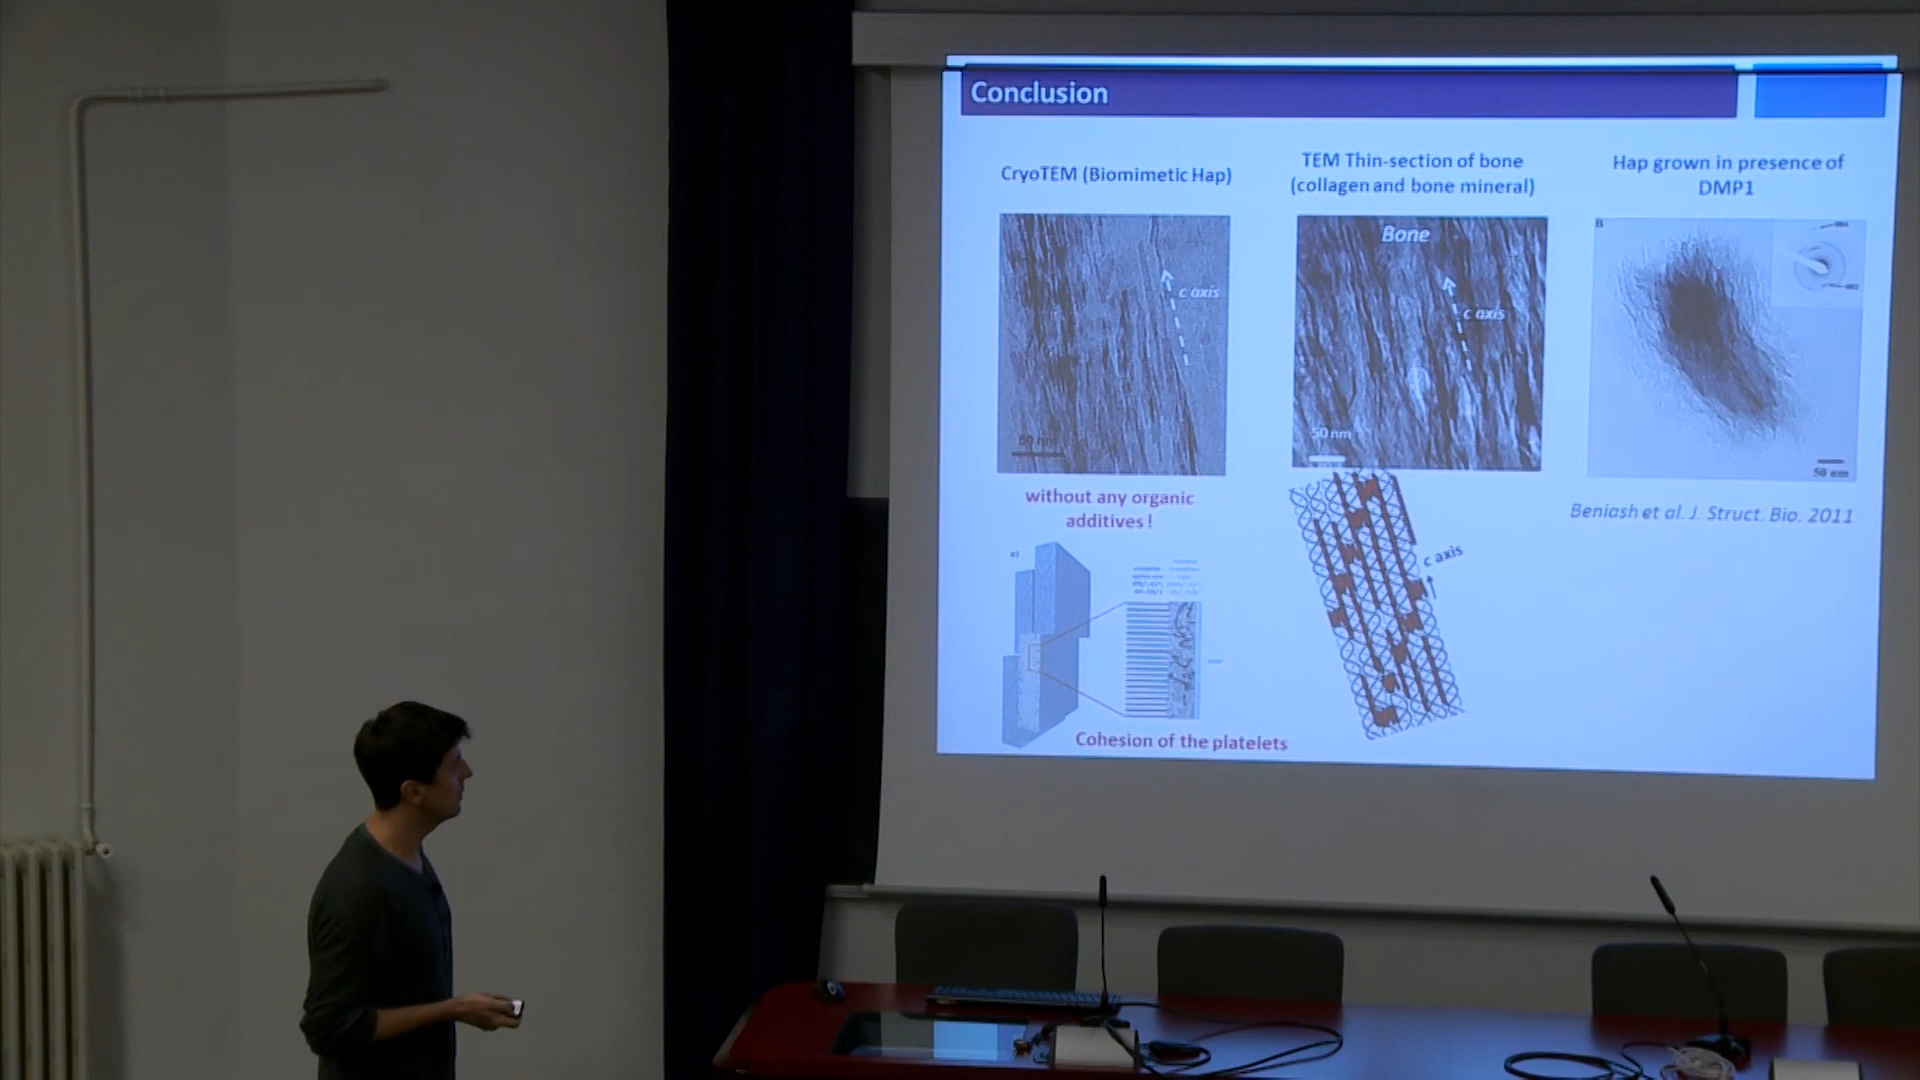 Conclusion
CryoTEM (Biomimetic Hap)
TEM Thin-section of bone
(collagen and bone mineral)
Hap grown in presence of
DMP1
c axis
Bone
c axis
50 nm
B
50 nm
without any organic
additives !
Beniash et al. J. Struct. Bio. 2011
c axis
Cohesion of the platelets